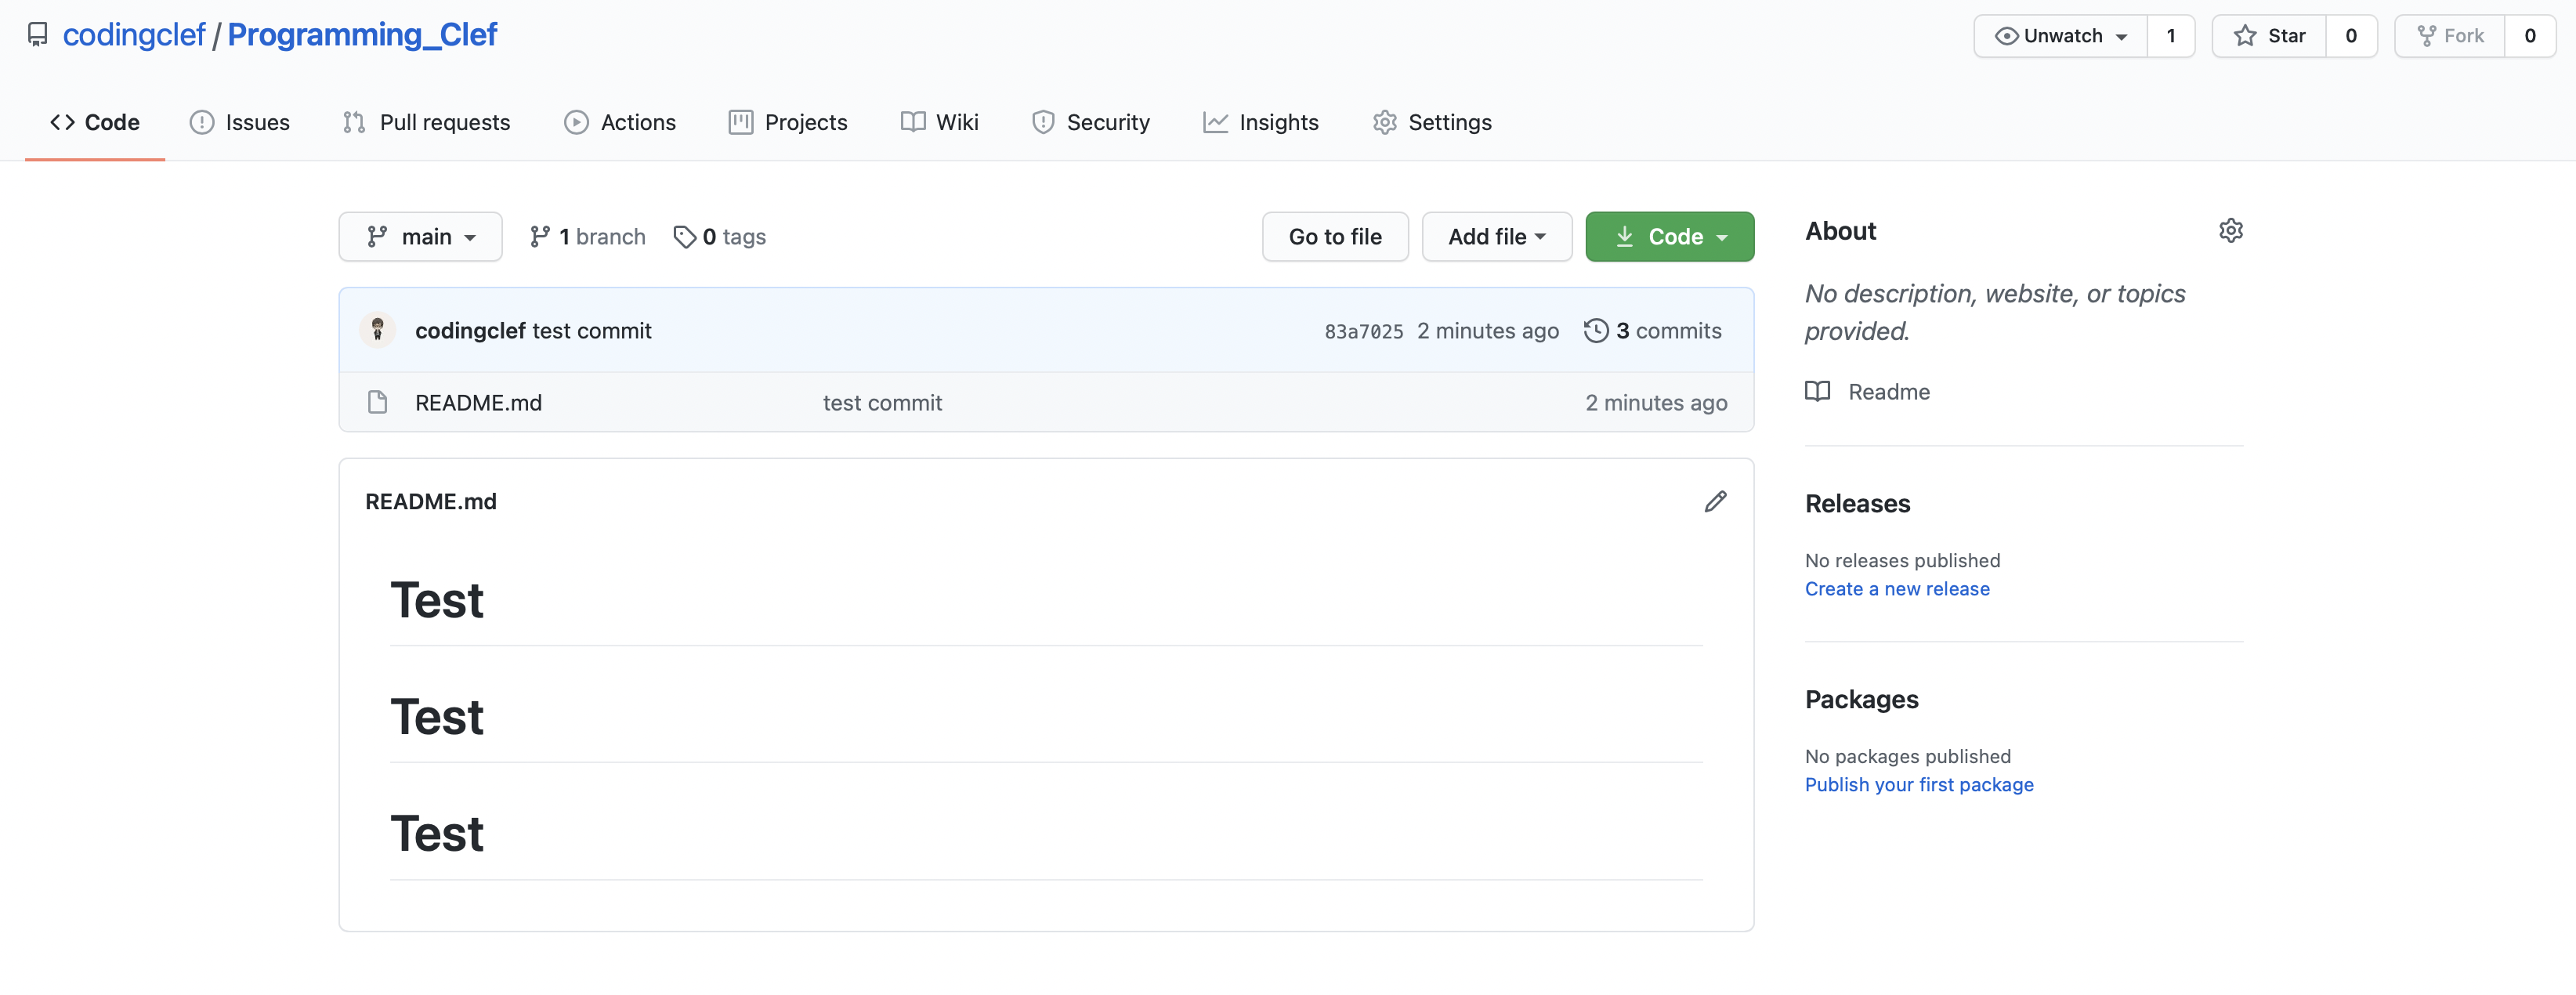 codingclef / Programming_Clef
Unwatch 1 Star 0 Fork 0
Code Issues Pull requests Actions Projects Wiki Security Insights Settings
main 1 branch 0 tags Go to file Add file Code
codingclef test commit 83a7025 2 minutes ago 3 commits
README.md test commit 2 minutes ago
README.md
Test
Test
Test
About
No description, website, or topics
provided.
Readme
Releases
No releases published
Create a new release
Packages
No packages published
Publish your first package